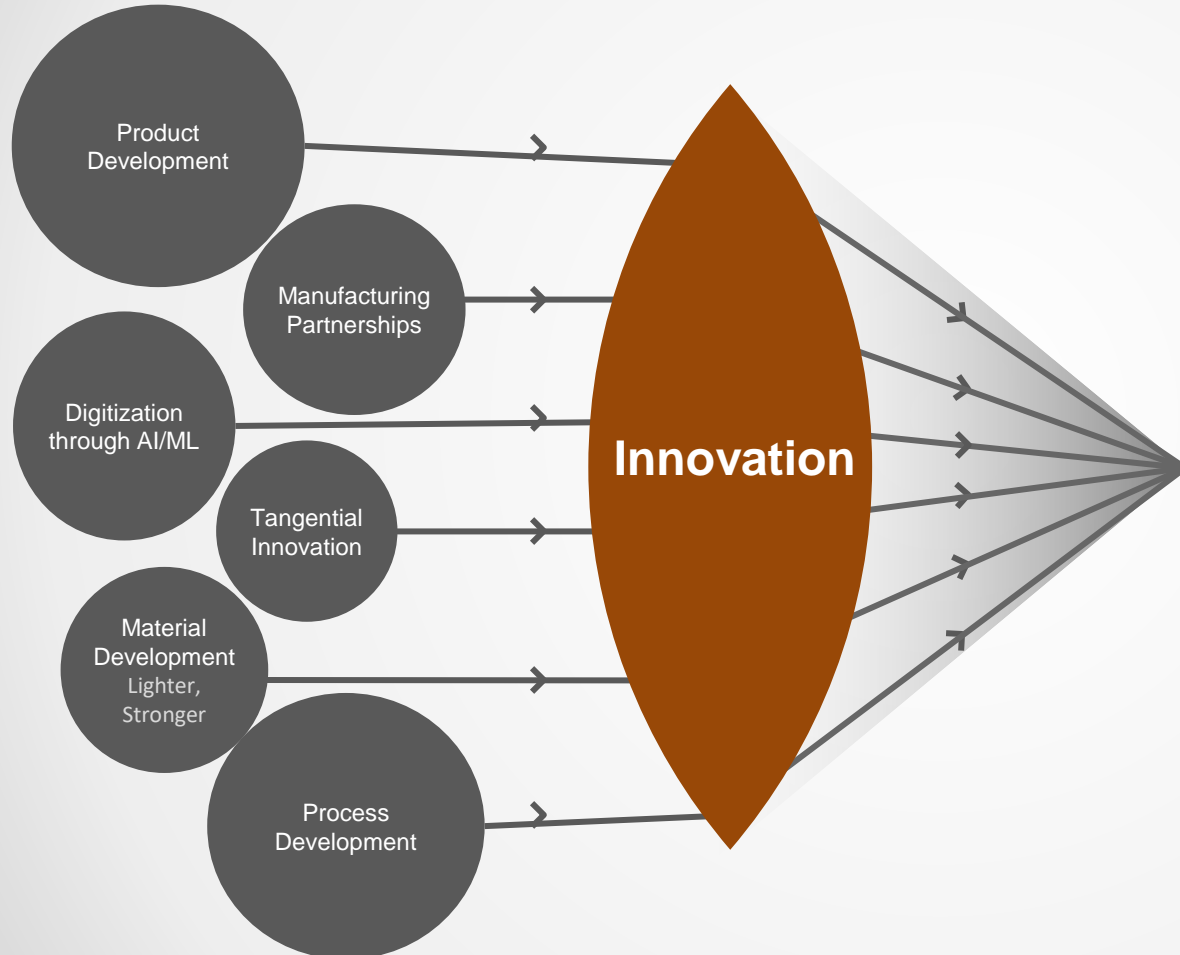 Product
Development
Manufacturing
Partnerships
Digitization
through AI/ML
Innovation
Tangential
Innovation
Material
Development
Lighter,
Stronger
Process
Development